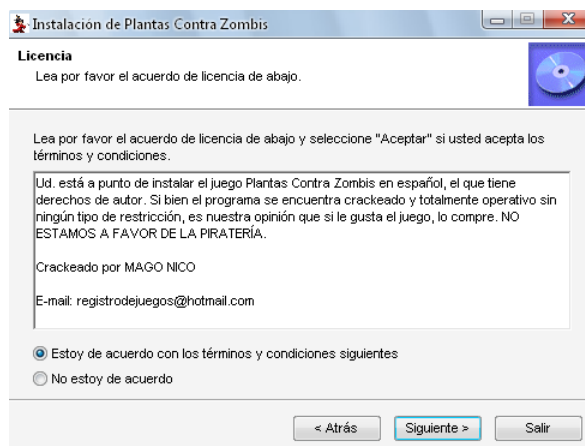 Instalación de Plantas Contra Zombis
Licencia
Lea por favor el acuerdo de licencia de abajo.
Lea por favor el acuerdo de licencia de abajo y seleccione "Aceptar" si usted acepta los
términos y condiciones.
Ud. está a punto de instalar el juego Plantas Contra Zombis en español, el que tiene
derechos de autor. Si bien el programa se encuentra crackeado y totalmente operativo sin
ningún tipo de restricción, es nuestra opinión que si le gusta el juego, lo compre. NO
ESTAMOS A FAVOR DE LA PIRATERÍA.
Crackeado por MAGO NICO
E-mail: registrodejuegos@hotmail.com
Estoy de acuerdo con los términos y condiciones siguientes
No estoy de acuerdo
< Atrás
Siguiente >
Salir